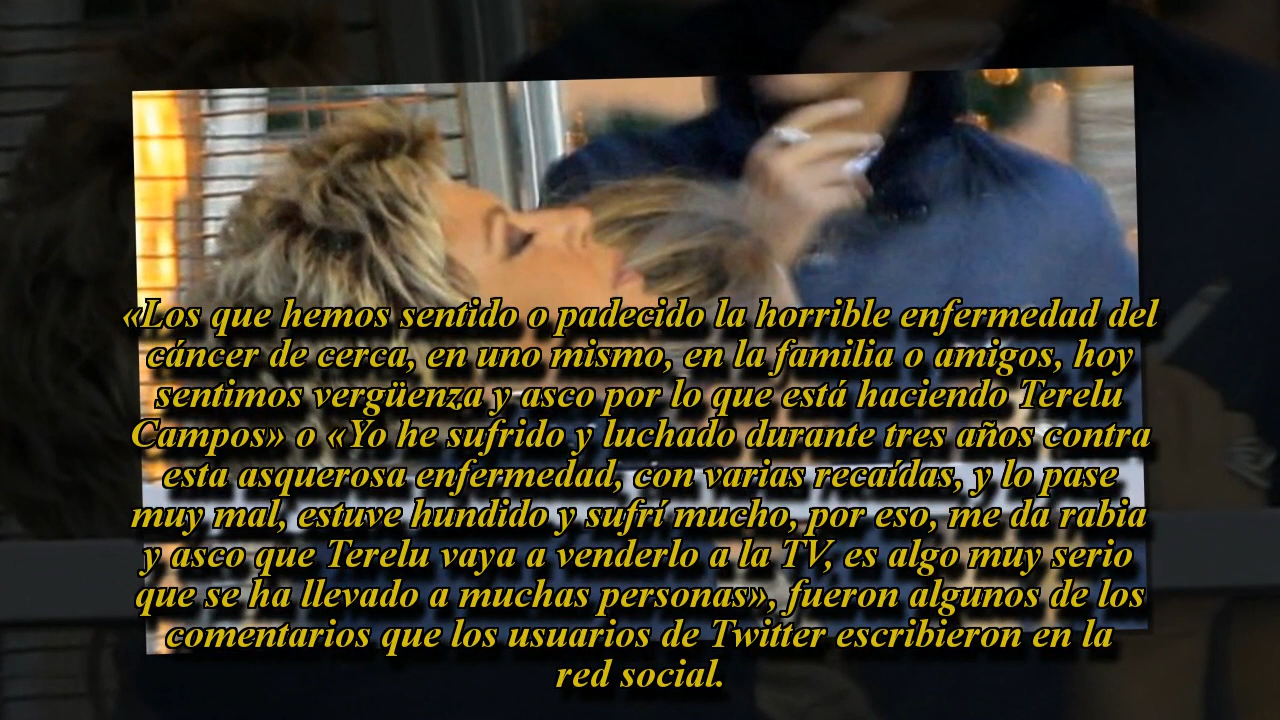 «Los que hemos sentido o padecido la horrible enfermedad del
cáncer de cerca, en uno mismo, en la familia o amigos, hoy
sentimos vergüenza y asco por lo que está haciendo Terelu
Campos» o «Yo he sufrido y luchado durante tres años contra
esta asquerosa enfermedad, con varias recaídas, y lo pase
muy mal, estuve hundido y sufrí mucho, por eso, me da rabia
y asco que Terelu vaya a venderlo a la TV, es algo muy serio
que se ha llevado a muchas personas», fueron algunos de los
comentarios que los usuarios de Twitter escribieron en la
red social.